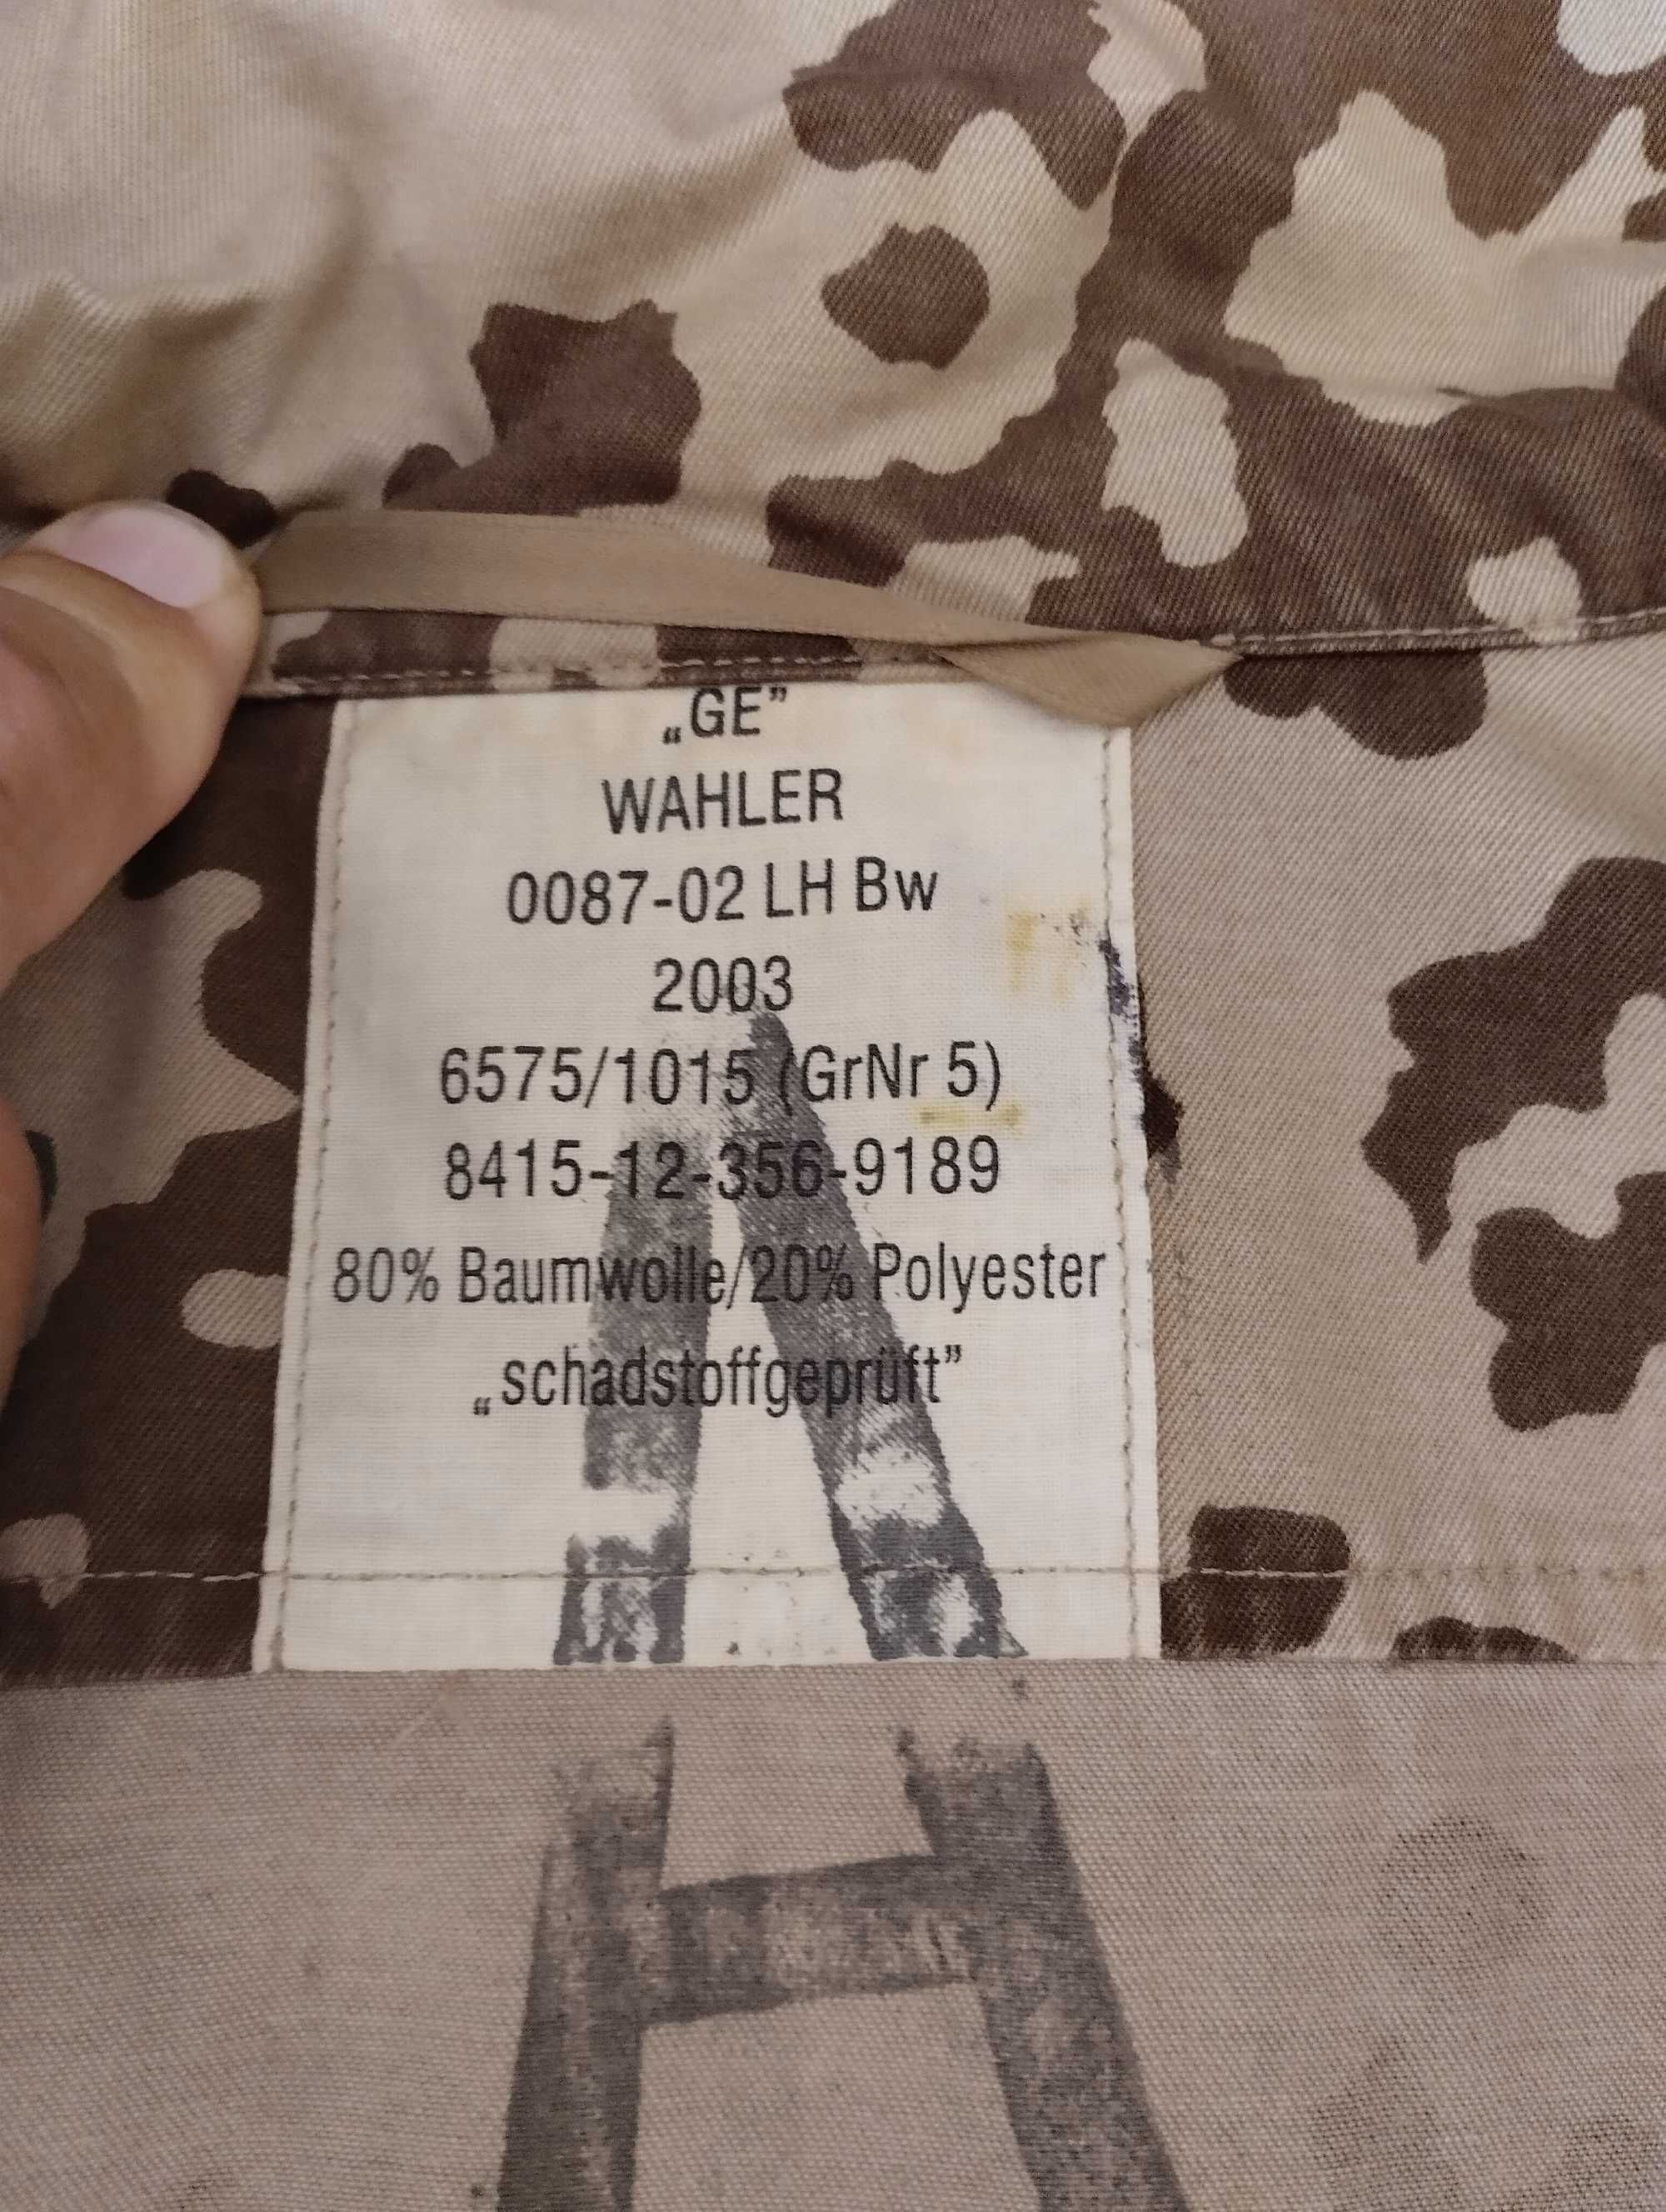 „GE”
WAHLER
0087-02 LH Bw
2003
6575/1015 (GrNr 5)
8415-12-356-9189
80% Baumwolle/20% Polyester
„schadstoffgeprüft”
A